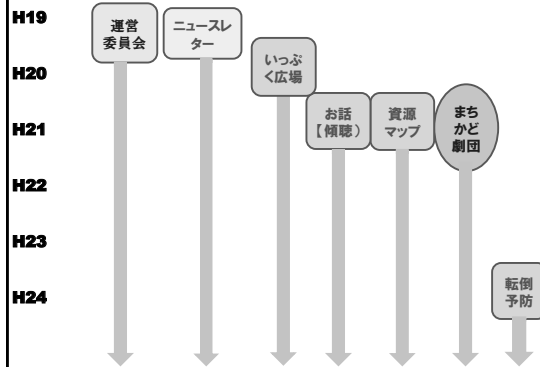 H19
運営
委員会
ニュースレ
ター
いっぷ
く広場
H20
お話
【傾聴）
資源
マップ
まち
かど
劇団
H21
H22
H23
H24
転倒
予防